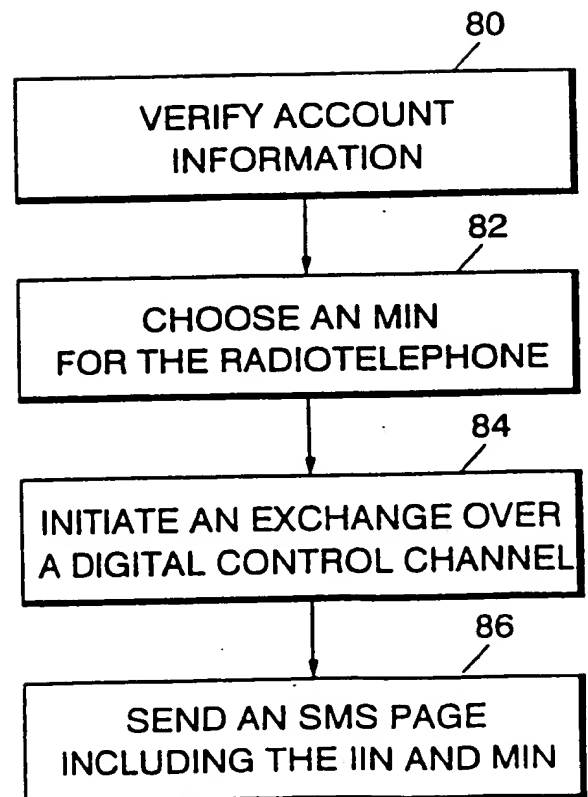 80
VERIFY ACCOUNT
INFORMATION
82
CHOOSE AN MIN
FOR THE RADIOTELEPHONE
84
INITIATE AN EXCHANGE OVER
A DIGITAL CONTROL CHANNEL
86
SEND AN SMS PAGE
INCLUDING THE IIN AND MIN